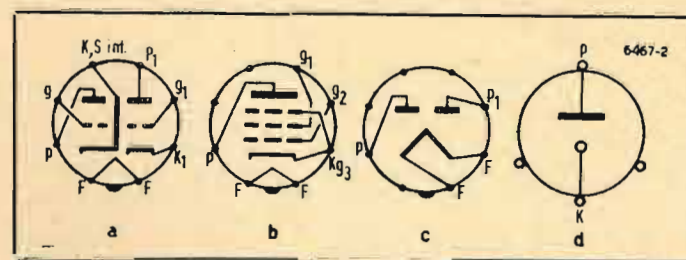 K,S int. P₁
g g₁
P K₁
F F
a
g₁
g₂
P Kg₃
F F
b
P₁
P F
F
c
P 6467-2
K
d